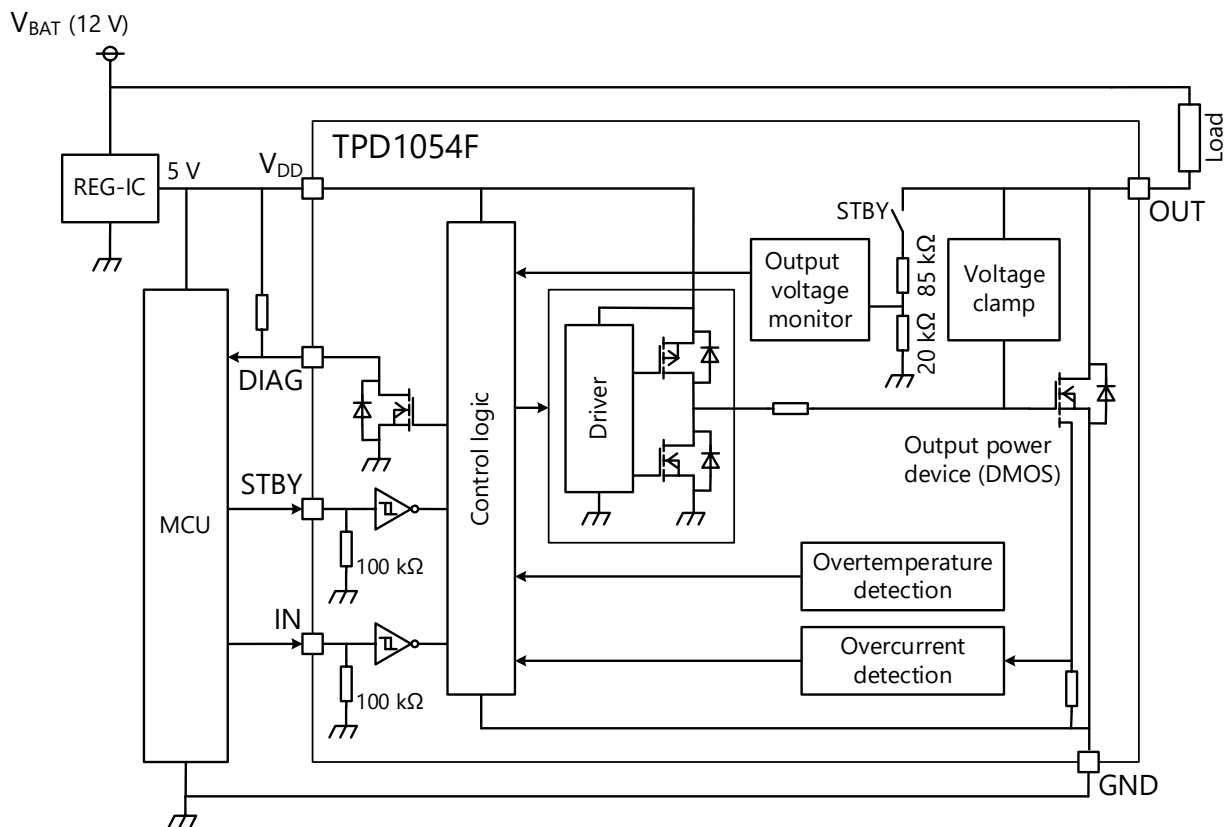 V_BAT (12 V)
TPD1054F
Load
REG-IC
5 V
V_DD
OUT
STBY
85 kΩ
20 kΩ
Output
voltage
monitor
Voltage
clamp
DIAG
Driver
Control logic
Output power
device (DMOS)
STBY
MCU
100 kΩ
Overtemperature
detection
IN
Overcurrent
detection
100 kΩ
GND